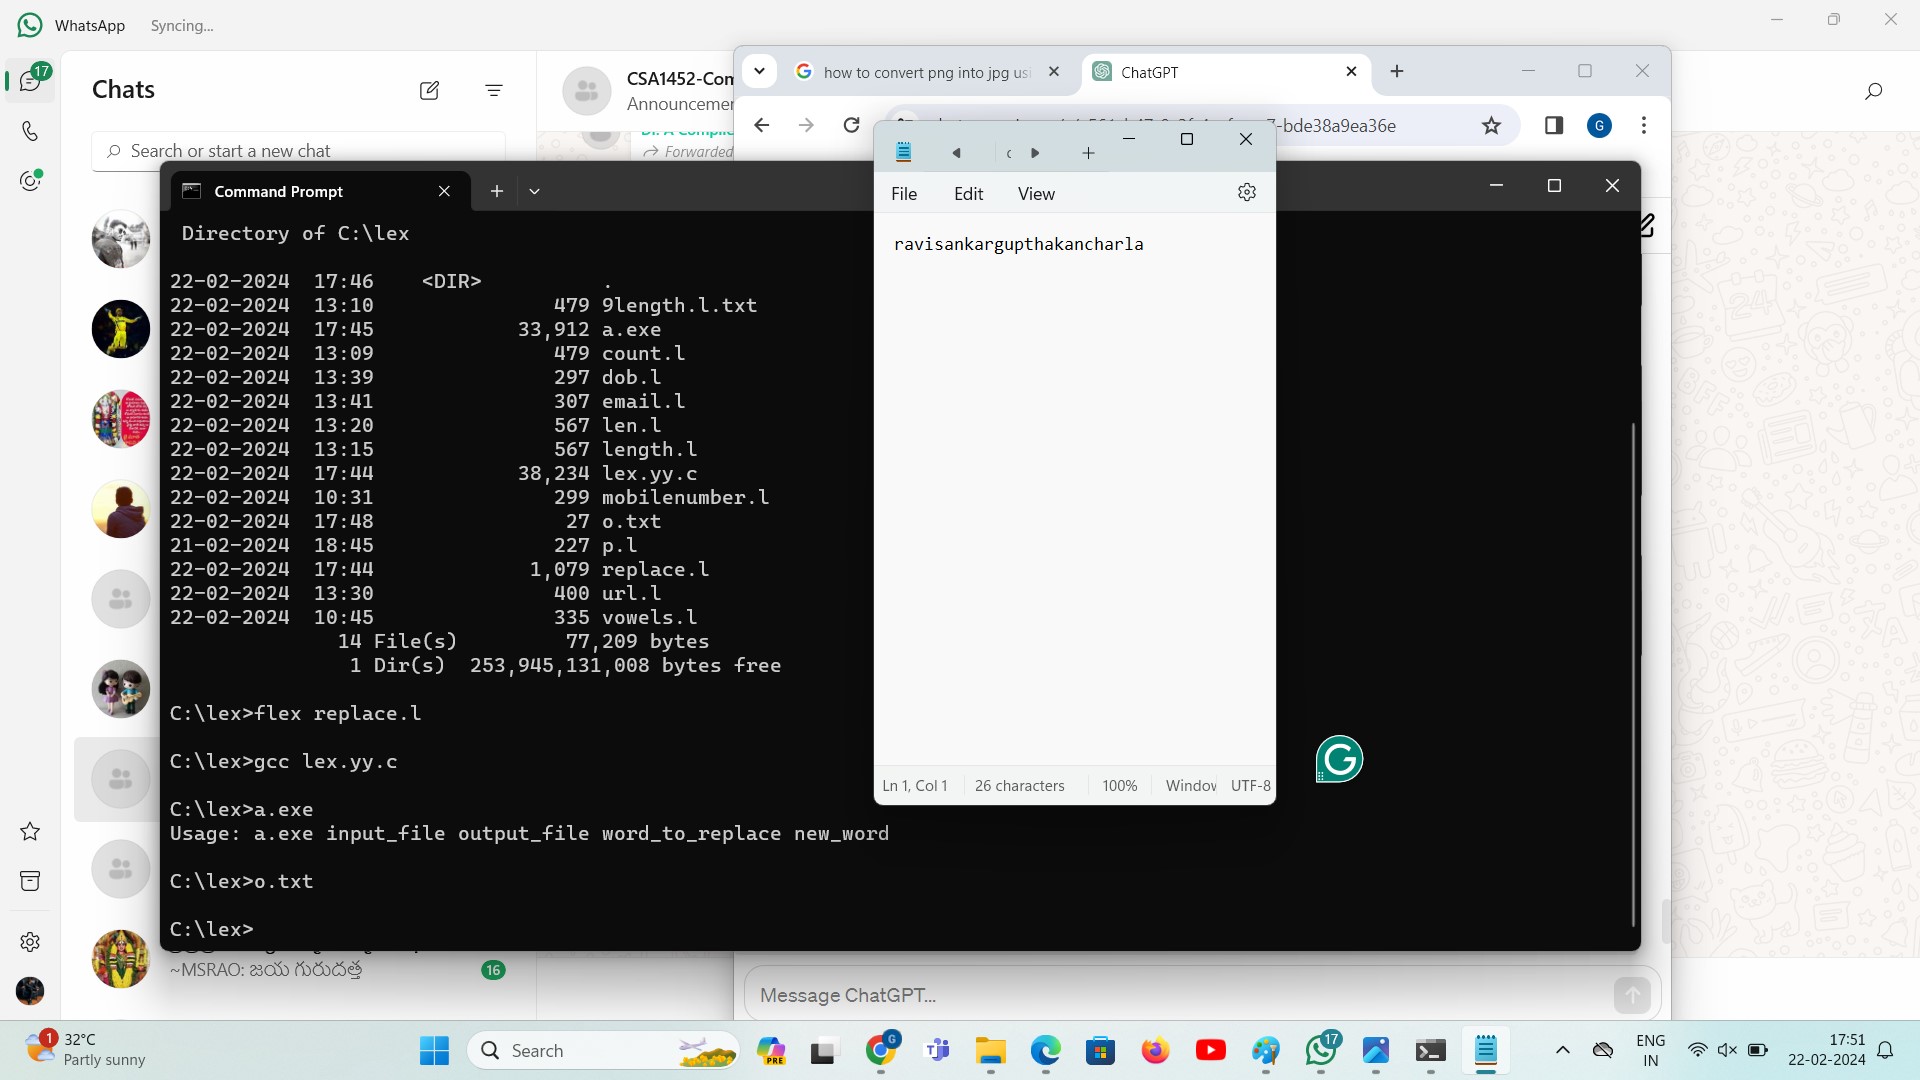 WhatsApp Syncing...
17
Chats
Search or start a new chat
CSA1452-Com
Announcemen
Forwarded
how to convert png into jpg us
ChatGPT
7-bde38a9ea36e
G
Command Prompt
Directory of C:\lex
22-02-2024 17:46 <DIR> .
22-02-2024 13:10 479 9length.l.txt
22-02-2024 17:45 33,912 a.exe
22-02-2024 13:09 479 count.l
22-02-2024 13:39 297 dob.l
22-02-2024 13:41 307 email.l
22-02-2024 13:20 567 len.l
22-02-2024 13:15 567 length.l
22-02-2024 17:44 38,234 lex.yy.c
22-02-2024 10:31 299 mobilenumber.l
22-02-2024 17:48 27 o.txt
21-02-2024 18:45 227 p.l
22-02-2024 17:44 1,079 replace.l
22-02-2024 13:30 400 url.l
22-02-2024 10:45 335 vowels.l
14 File(s) 77,209 bytes
1 Dir(s) 253,945,131,008 bytes free
C:\lex>flex replace.l
C:\lex>gcc lex.yy.c
C:\lex>a.exe
Usage: a.exe input_file output_file word_to_replace new_word
C:\lex>o.txt
C:\lex>
File Edit View
ravisankargupthakancharla
Ln 1, Col 1 26 characters 100% Window UTF-8
G
~MSRAO: జయ గురుదత్త
16
Message ChatGPT...
1
32°C
Partly sunny
Search
PRE
G
17
ENG
IN
17:51
22-02-2024